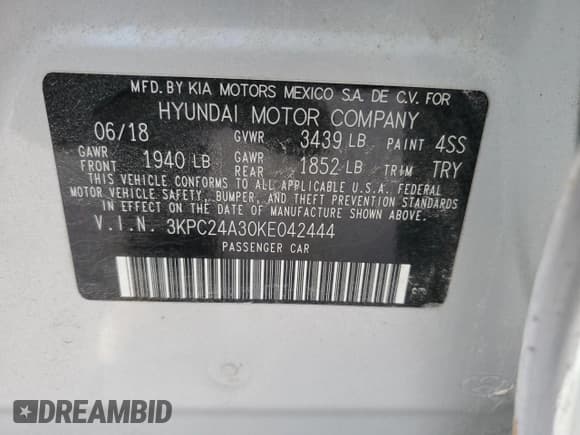 MFD. BY KIA MOTORS MEXICO S.A. DE C.V. FOR
HYUNDAI MOTOR COMPANY
06/18 GVWR 3439 LB PAINT 4SS
GAWR FRONT 1940 LB GAWR REAR 1852 LB TRIM TRY
THIS VEHICLE CONFORMS TO ALL APPLICABLE U.S.A. FEDERAL
MOTOR VEHICLE SAFETY, BUMPER, AND THEFT PREVENTION STANDARDS
IN EFFECT ON THE DATE OF MANUFACTURE SHOWN ABOVE.
V.I.N. 3KPC24A30KE042444
PASSENGER CAR
DREAMBID